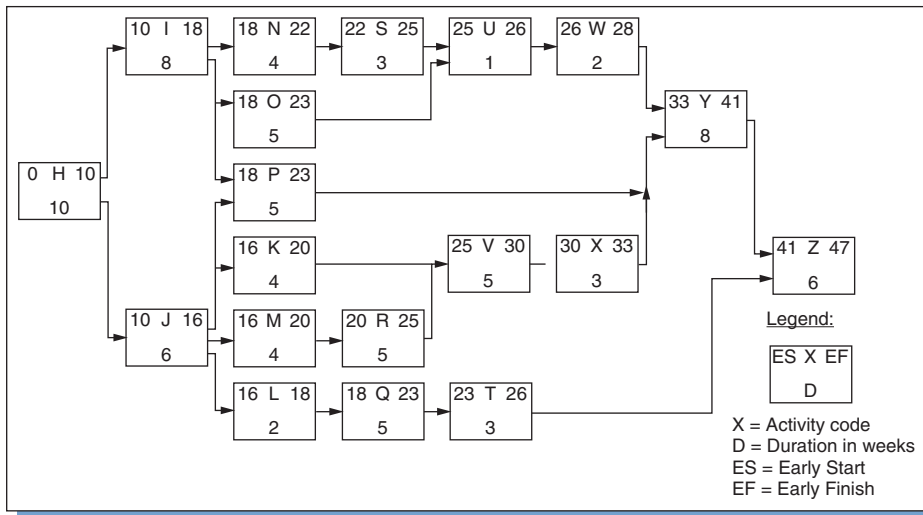 10 I 18
8
18 N 22
4
22 S 25
3
25 U 26
1
26 W 28
2
18 O 23
5
33 Y 41
8
0 H 10
10
18 P 23
5
16 K 20
4
25 V 30
5
30 X 33
3
41 Z 47
6
10 J 16
6
16 M 20
4
20 R 25
5
16 L 18
2
18 Q 23
5
23 T 26
3
Legend:
ES X EF
D
X = Activity code
D = Duration in weeks
ES = Early Start
EF = Early Finish